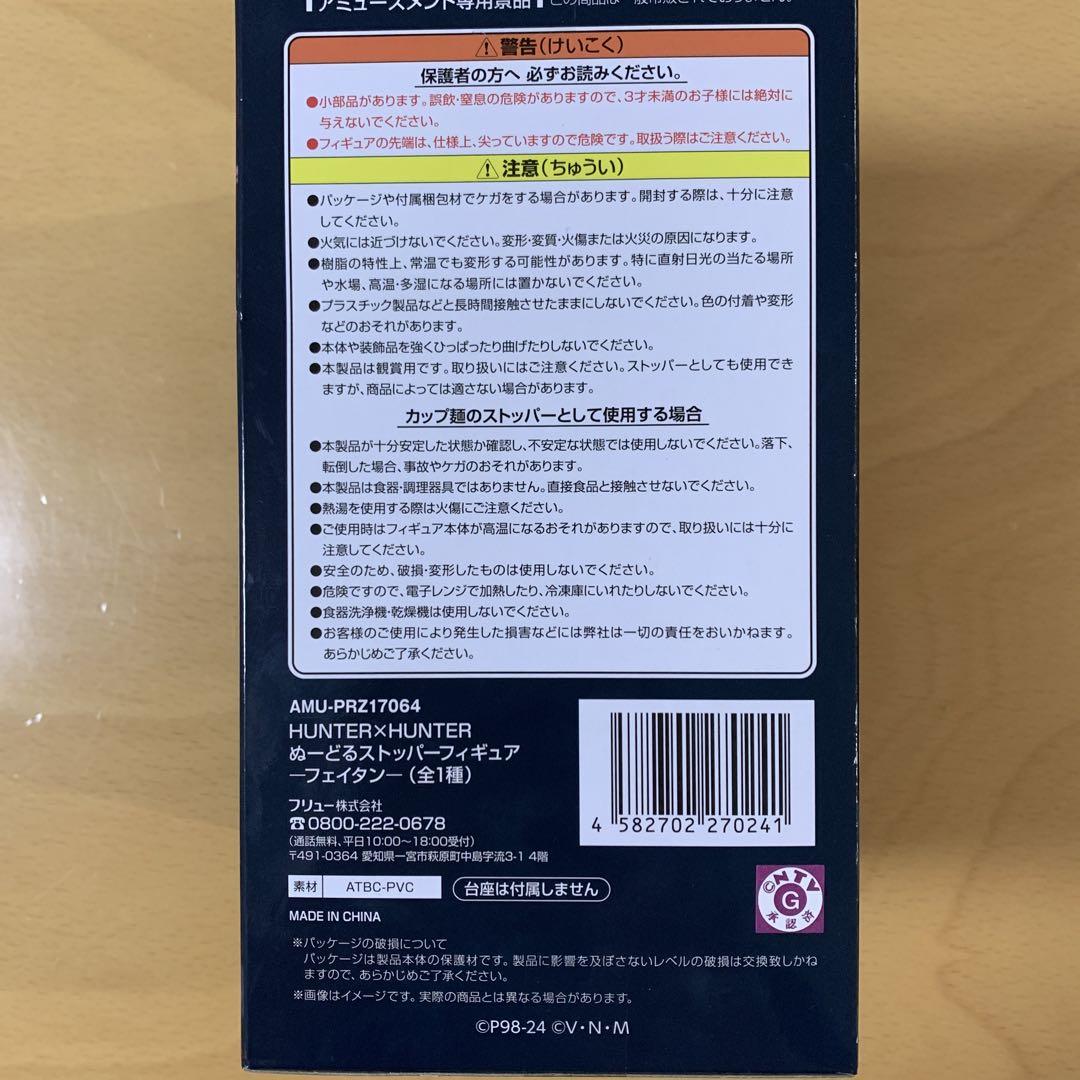 【アミューズメント専用景品】この商品は一般市販されておりません。
⚠警告(けいこく)
保護者の方へ 必ずお読みください。
●小部品があります。誤飲・窒息の危険がありますので、3才未満のお子様には絶対に
与えないでください。
●フィギュアの先端は、仕様上、尖っていますので危険です。取扱う際はご注意ください。
⚠注意(ちゅうい)
●パッケージや付属梱包材でケガをする場合があります。開封する際は、十分に注意
してください。
●火気には近づけないでください。変形・変質・火傷または火災の原因になります。
●樹脂の特性上、常温でも変形する可能性があります。特に直射日光の当たる場所
や水場、高温・多湿になる場所には置かないでください。
●プラスチック製品などと長時間接触させたままにしないでください。色の付着や変形
などのおそれがあります。
●本体や装飾品を強くひっぱったり曲げたりしないでください。
●本製品は観賞用です。取り扱いにはご注意ください。ストッパーとしても使用でき
ますが、商品によっては適さない場合があります。
カップ麺のストッパーとして使用する場合
●本製品が十分安定した状態か確認し、不安定な状態では使用しないでください。落下、
転倒した場合、事故やケガのおそれがあります。
●本製品は食器・調理器具ではありません。直接食品と接触させないでください。
●熱湯を使用する際は火傷にご注意ください。
●ご使用時はフィギュア本体が高温になるおそれがありますので、取り扱いには十分に
注意してください。
●安全のため、破損・変形したものは使用しないでください。
●危険ですので、電子レンジで加熱したり、冷凍庫にいれたりしないでください。
●食器洗浄機・乾燥機は使用しないでください。
●お客様のご使用により発生した損害などには弊社は一切の責任をおいかねます。
あらかじめご了承ください。
AMU-PRZ17064
HUNTER×HUNTER
ぬーどるストッパーフィギュア
―フェイタン―(全1種)
フリュー株式会社
☎0800-222-0678
(通話無料、平日10:00～18:00受付)
〒491-0364 愛知県一宮市萩原町中島字流3-1 4階
4 582702 270241
素材 ATBC-PVC 台座は付属しません
MADE IN CHINA
©NTV
G
承認済
※パッケージの破損について
パッケージは製品本体の保護材です。製品に影響を及ぼさないレベルの破損は交換致しかね
ますので、あらかじめご了承ください。
※画像はイメージです。実際の商品とは異なる場合があります。
©P98-24 ©V・N・M